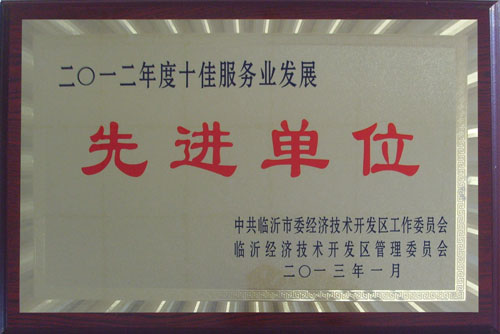 二〇一二年度十佳服务业发展
先进单位
中共临沂市委经济技术开发区工作委员会
临沂经济技术开发区管理委员会
二〇一三年一月